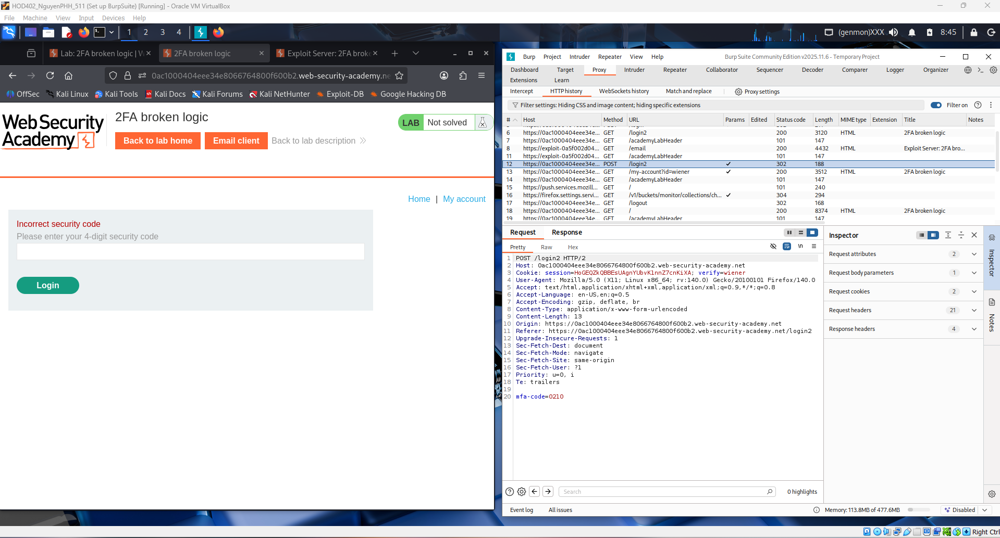 HOD402_NguyenPHH_511 (Set up BurpSuite) [Running] - Oracle VM VirtualBox
File Machine View Input Devices Help
1 2 3 4 (genmon)XXX 8:45
Lab: 2FA broken logic | W 2FA broken logic Exploit Server: 2FA broke
0ac1000404eee34e8066764800f600b2.web-security-academy.ne
OffSec Kali Linux Kali Tools Kali Docs Kali Forums Kali NetHunter Exploit-DB Google Hacking DB
Web Security Academy
2FA broken logic
LAB Not solved
Back to lab home Email client Back to lab description
Home | My account
Incorrect security code
Please enter your 4-digit security code
Login
Burp Project Intruder Repeater View Help Burp Suite Community Edition v2025.11.6 - Temporary Project
Dashboard Target Proxy Intruder Repeater Collaborator Sequencer Decoder Comparer Logger Organizer
Extensions Learn
Intercept HTTP history WebSockets history Match and replace Proxy settings
Filter settings: Hiding CSS and image content; hiding specific extensions Filter on
# Host Method URL Params Edited Status code Length MIME type Extension Title Notes
6 https://0ac1000404eee34e... GET /login2 200 3120 HTML 2FA broken logic
7 https://0ac1000404eee34e... GET /academyLabHeader 101 147
8 https://exploit-0a5f002d04... GET /email 200 4432 HTML Exploit Server: 2FA bro...
11 https://exploit-0a5f002d04... GET /academyLabHeader 101 147
12 https://0ac1000404eee34e... POST /login2 ✓ 302 188
13 https://0ac1000404eee34e... GET /my-account?id=wiener ✓ 200 3512 HTML 2FA broken logic
14 https://0ac1000404eee34e... GET /academyLabHeader 101 147
15 https://push.services.mozill... GET / 101 240
16 https://firefox.settings.servi... GET /v1/buckets/monitor/collections/ch... ✓ 304 294
17 https://0ac1000404eee34e... GET /logout 302 168
18 https://0ac1000404eee34e... GET / 200 8374 HTML 2FA broken logic
19 https://0ac1000404eee34e... GET /academyLabHeader 101 147
Request Response
Pretty Raw Hex \n
1 POST /login2 HTTP/2
2 Host: 0ac1000404eee34e8066764800f600b2.web-security-academy.net
3 Cookie: session=HoGEQZkQBBEsUAgnYUbvK1nnZ7cnKiXA; verify=wiener
4 User-Agent: Mozilla/5.0 (X11; Linux x86_64; rv:140.0) Gecko/20100101 Firefox/140.0
5 Accept: text/html,application/xhtml+xml,application/xml;q=0.9,*/*;q=0.8
6 Accept-Language: en-US,en;q=0.5
7 Accept-Encoding: gzip, deflate, br
8 Content-Type: application/x-www-form-urlencoded
9 Content-Length: 13
10 Origin: https://0ac1000404eee34e8066764800f600b2.web-security-academy.net
11 Referer: https://0ac1000404eee34e8066764800f600b2.web-security-academy.net/login2
12 Upgrade-Insecure-Requests: 1
13 Sec-Fetch-Dest: document
14 Sec-Fetch-Mode: navigate
15 Sec-Fetch-Site: same-origin
16 Sec-Fetch-User: ?1
17 Priority: u=0, i
18 Te: trailers
19
20 mfa-code=0210
Inspector
Request attributes 2
Request body parameters 1
Request cookies 2
Request headers 21
Response headers 4
Inspector
Notes
Search 0 highlights
Event log All issues Memory: 113.8MB of 477.6MB Disabled
Right Ctrl